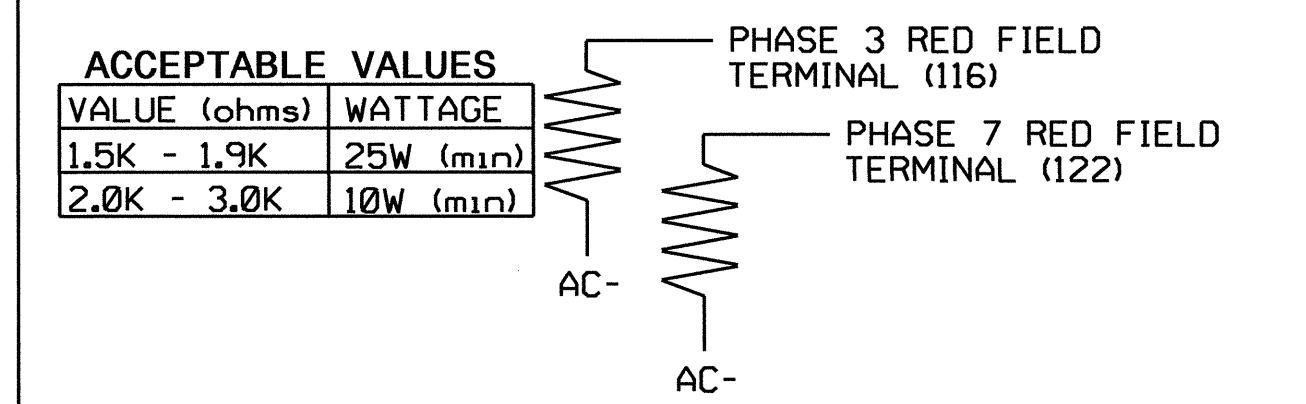 ACCEPTABLE VALUES
VALUE (ohms) WATTAGE
1.5K - 1.9K 25W (min)
2.0K - 3.0K 10W (min)
PHASE 3 RED FIELD
TERMINAL (116)
AC-
PHASE 7 RED FIELD
TERMINAL (122)
AC-